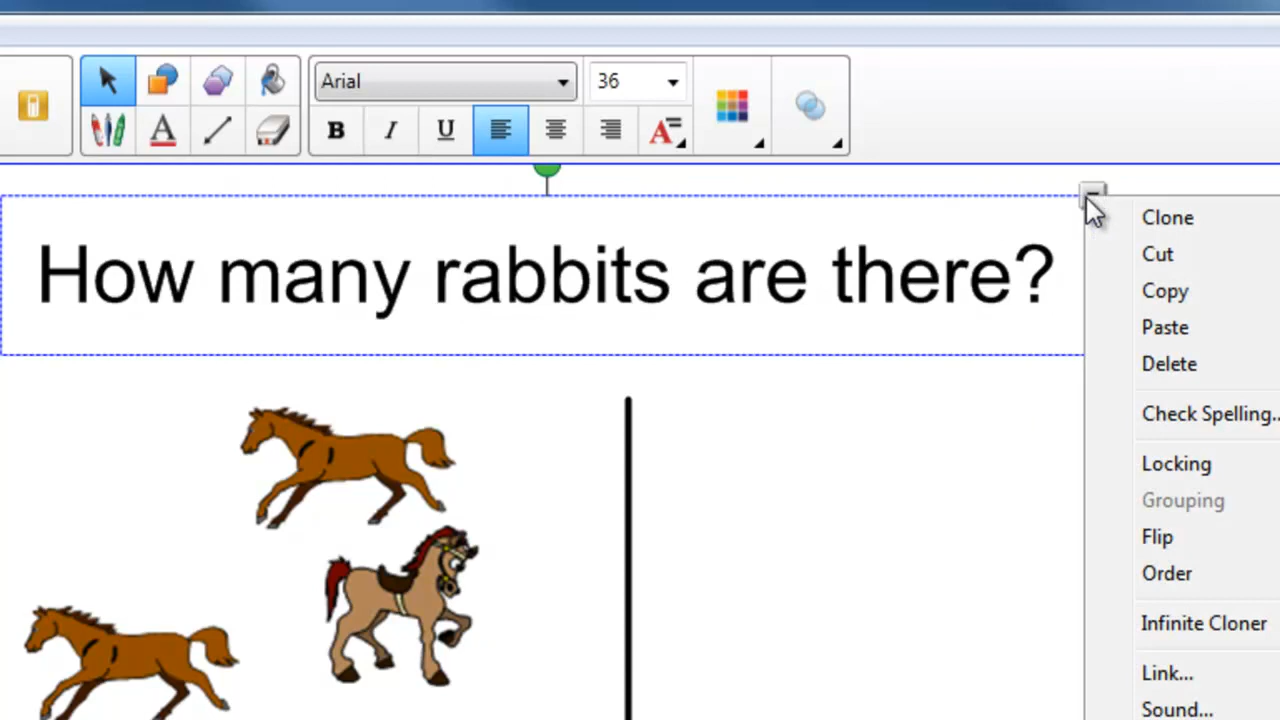 Arial
36
B I U A
A
How many rabbits are there?
Clone
Cut
Copy
Paste
Delete
Check Spelling...
Locking
Grouping
Flip
Order
Infinite Cloner
Link...
Sound...